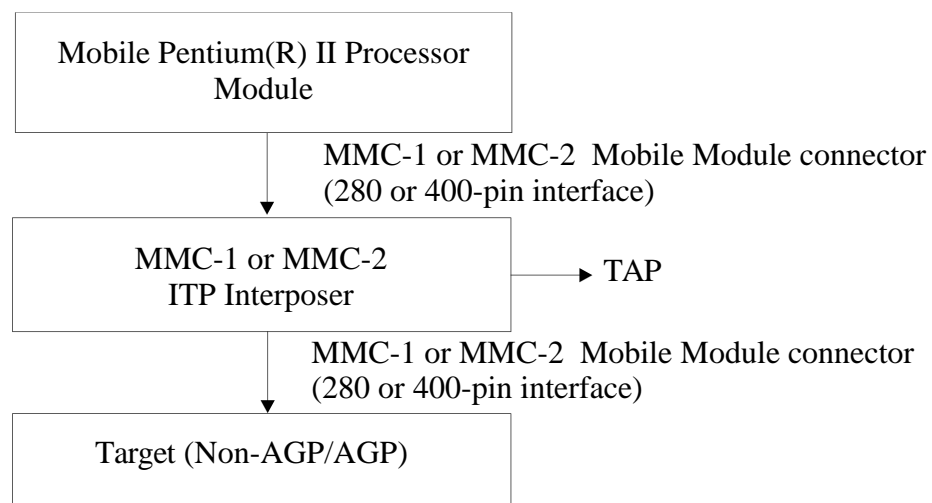 Mobile Pentium(R) II Processor
Module
MMC-1 or MMC-2 Mobile Module connector
(280 or 400-pin interface)
MMC-1 or MMC-2
ITP Interposer
TAP
MMC-1 or MMC-2 Mobile Module connector
(280 or 400-pin interface)
Target (Non-AGP/AGP)